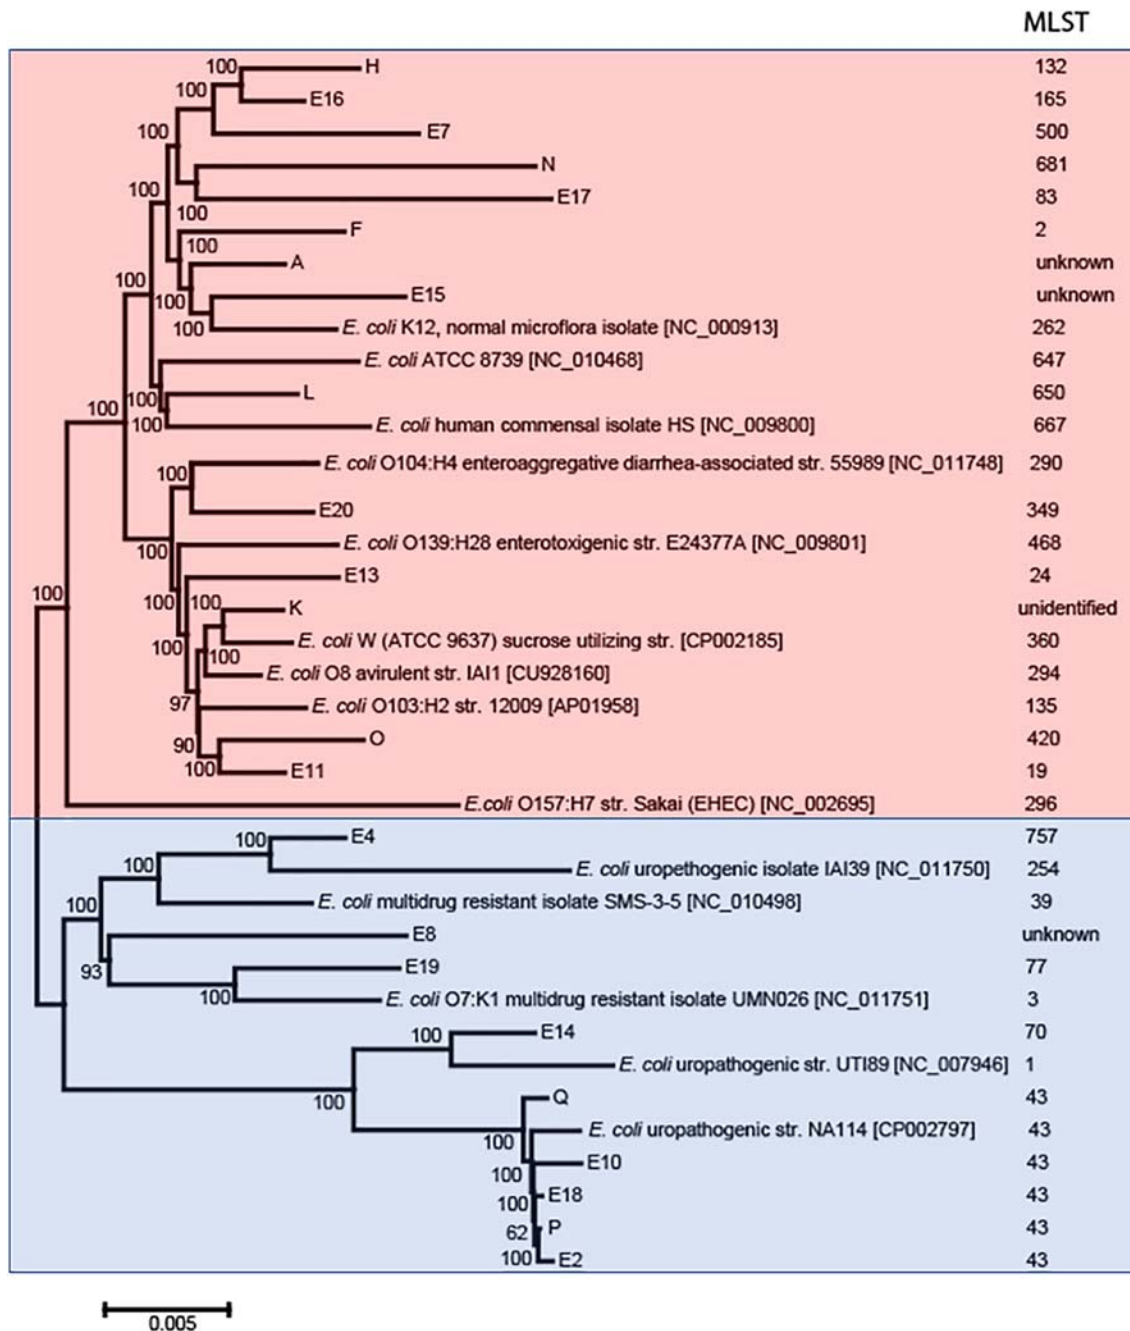 MLST
100 H 132
100 E16 165
100 E7 500
100 N 681
100 E17 83
100 F 2
100 A unknown
100 E15 unknown
100 E. coli K12, normal microflora isolate [NC_000913] 262
100 E. coli ATCC 8739 [NC_010468] 647
100 L 650
100 E. coli human commensal isolate HS [NC_009800] 667
100 E. coli O104:H4 enteroaggregative diarrhea-associated str. 55989 [NC_011748] 290
100 E20 349
100 E. coli O139:H28 enterotoxigenic str. E24377A [NC_009801] 468
E13 24
100 100 K unidentified
100 100 E. coli W (ATCC 9637) sucrose utilizing str. [CP002185] 360
E. coli O8 avirulent str. IAI1 [CU928160] 294
97 E. coli O103:H2 str. 12009 [AP01958] 135
90 O 420
100 E11 19
100 E.coli O157:H7 str. Sakai (EHEC) [NC_002695] 296
100 E4 757
100 E. coli uropethogenic isolate IAI39 [NC_011750] 254
100 E. coli multidrug resistant isolate SMS-3-5 [NC_010498] 39
E8 unknown
93 E19 77
100 E. coli O7:K1 multidrug resistant isolate UMN026 [NC_011751] 3
100 E14 70
E. coli uropathogenic str. UTI89 [NC_007946] 1
100 Q 43
100 E. coli uropathogenic str. NA114 [CP002797] 43
100 E10 43
100 E18 43
62 P 43
100 E2 43
0.005